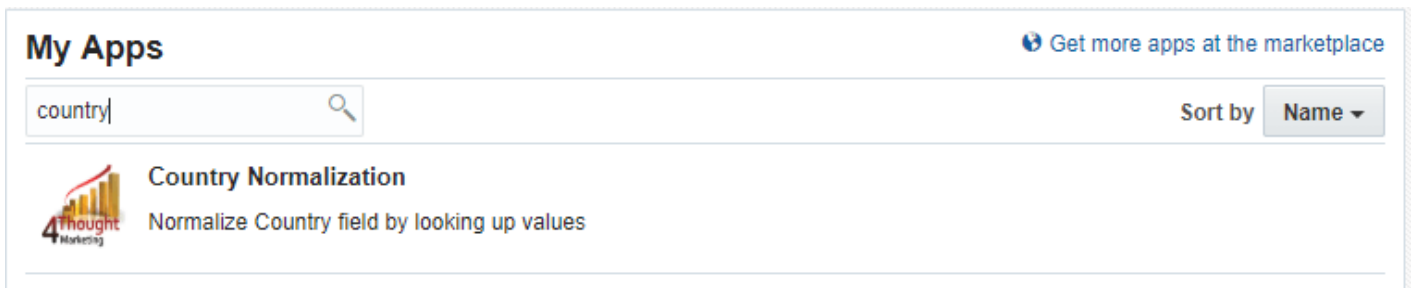 My Apps
Get more apps at the marketplace
country
Sort by Name
Country Normalization
Normalize Country field by looking up values
4Thought
Marketing